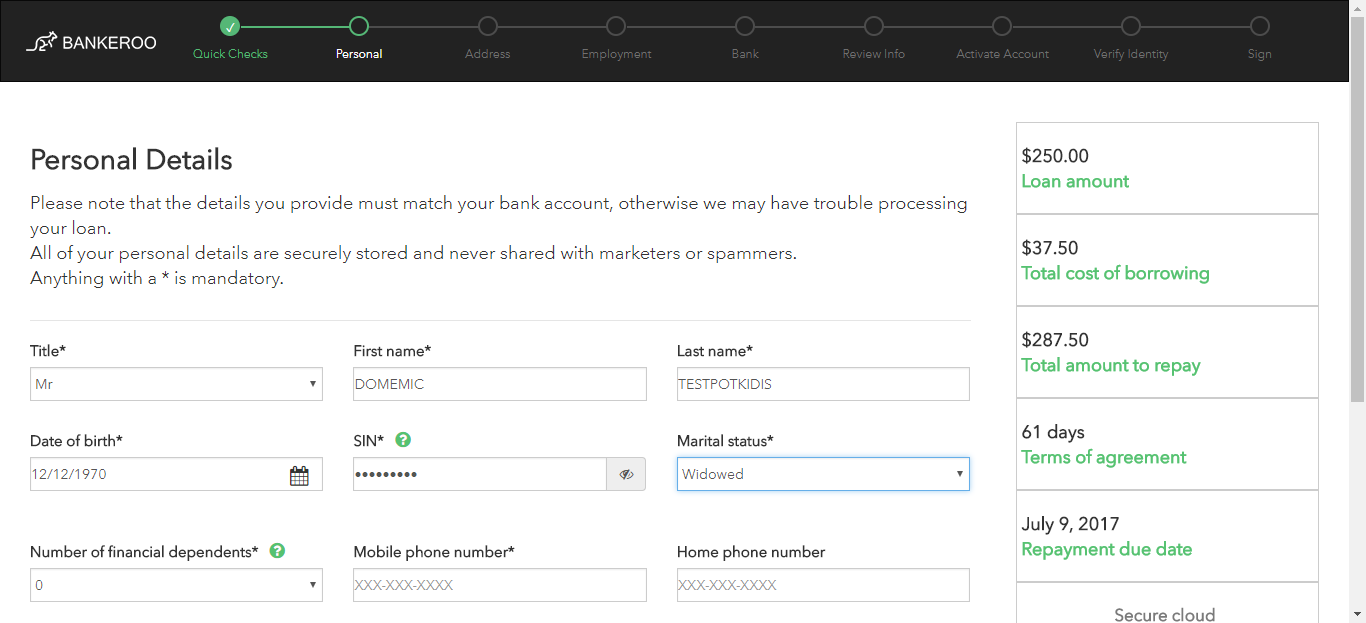 BANKEROO
Quick Checks
Personal
Address
Employment
Bank
Review Info
Activate Account
Verify Identity
Sign
Personal Details
Please note that the details you provide must match your bank account, otherwise we may have trouble processing
your loan.
All of your personal details are securely stored and never shared with marketers or spammers.
Anything with a * is mandatory.
Title*
First name*
Last name*
Mr
DOMEMIC
TESTPOTKIDIS
Date of birth*
SIN* ?
Marital status*
12/12/1970
•••••••••
Widowed
Number of financial dependents* ?
Mobile phone number*
Home phone number
0
XXX-XXX-XXXX
XXX-XXX-XXXX
$250.00
Loan amount
$37.50
Total cost of borrowing
$287.50
Total amount to repay
61 days
Terms of agreement
July 9, 2017
Repayment due date
Secure cloud